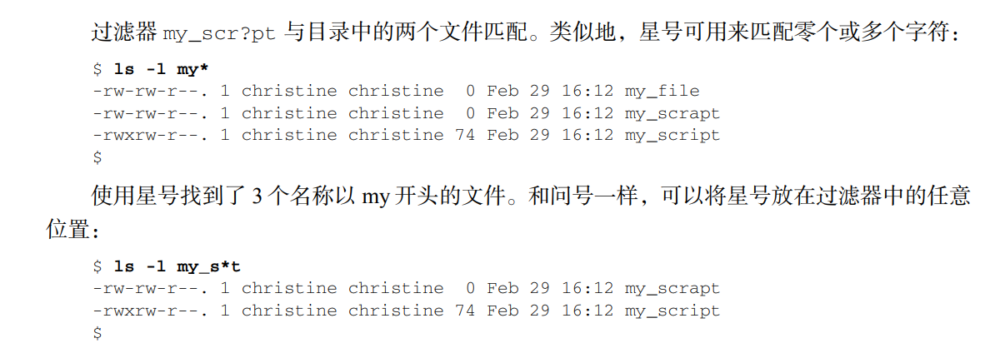 过滤器 my_scr?pt 与目录中的两个文件匹配。类似地，星号可用来匹配零个或多个字符：
$ ls -l my*
-rw-rw-r--. 1 christine christine  0 Feb 29 16:12 my_file
-rw-rw-r--. 1 christine christine  0 Feb 29 16:12 my_scrapt
-rwxrw-r--. 1 christine christine 74 Feb 29 16:12 my_script
$
使用星号找到了 3 个名称以 my 开头的文件。和问号一样，可以将星号放在过滤器中的任意
位置：
$ ls -l my_s*t
-rw-rw-r--. 1 christine christine  0 Feb 29 16:12 my_scrapt
-rwxrw-r--. 1 christine christine 74 Feb 29 16:12 my_script
$